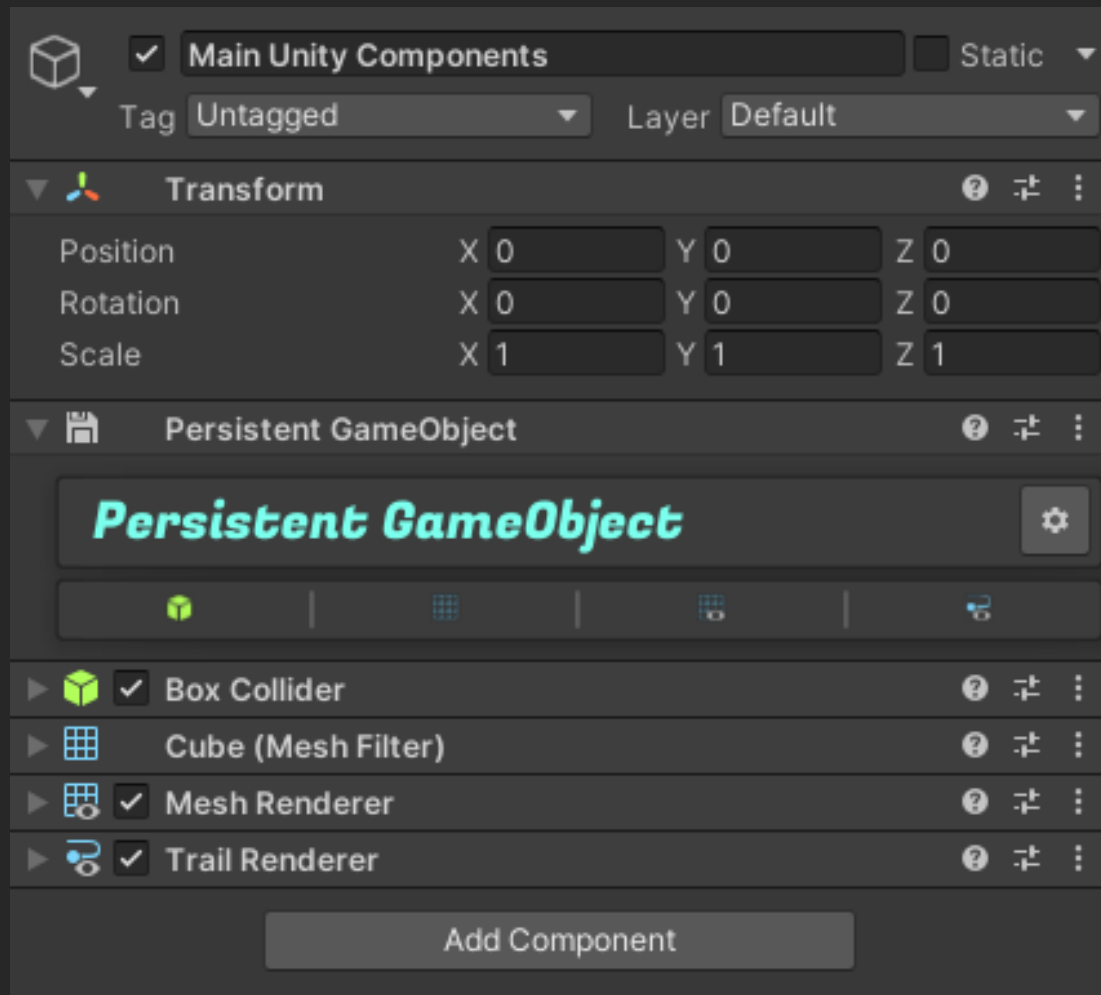 Main Unity Components Static
Tag Untagged Layer Default
Transform
Position X 0 Y 0 Z 0
Rotation X 0 Y 0 Z 0
Scale X 1 Y 1 Z 1
Persistent GameObject
Persistent GameObject
Box Collider
Cube (Mesh Filter)
Mesh Renderer
Trail Renderer
Add Component